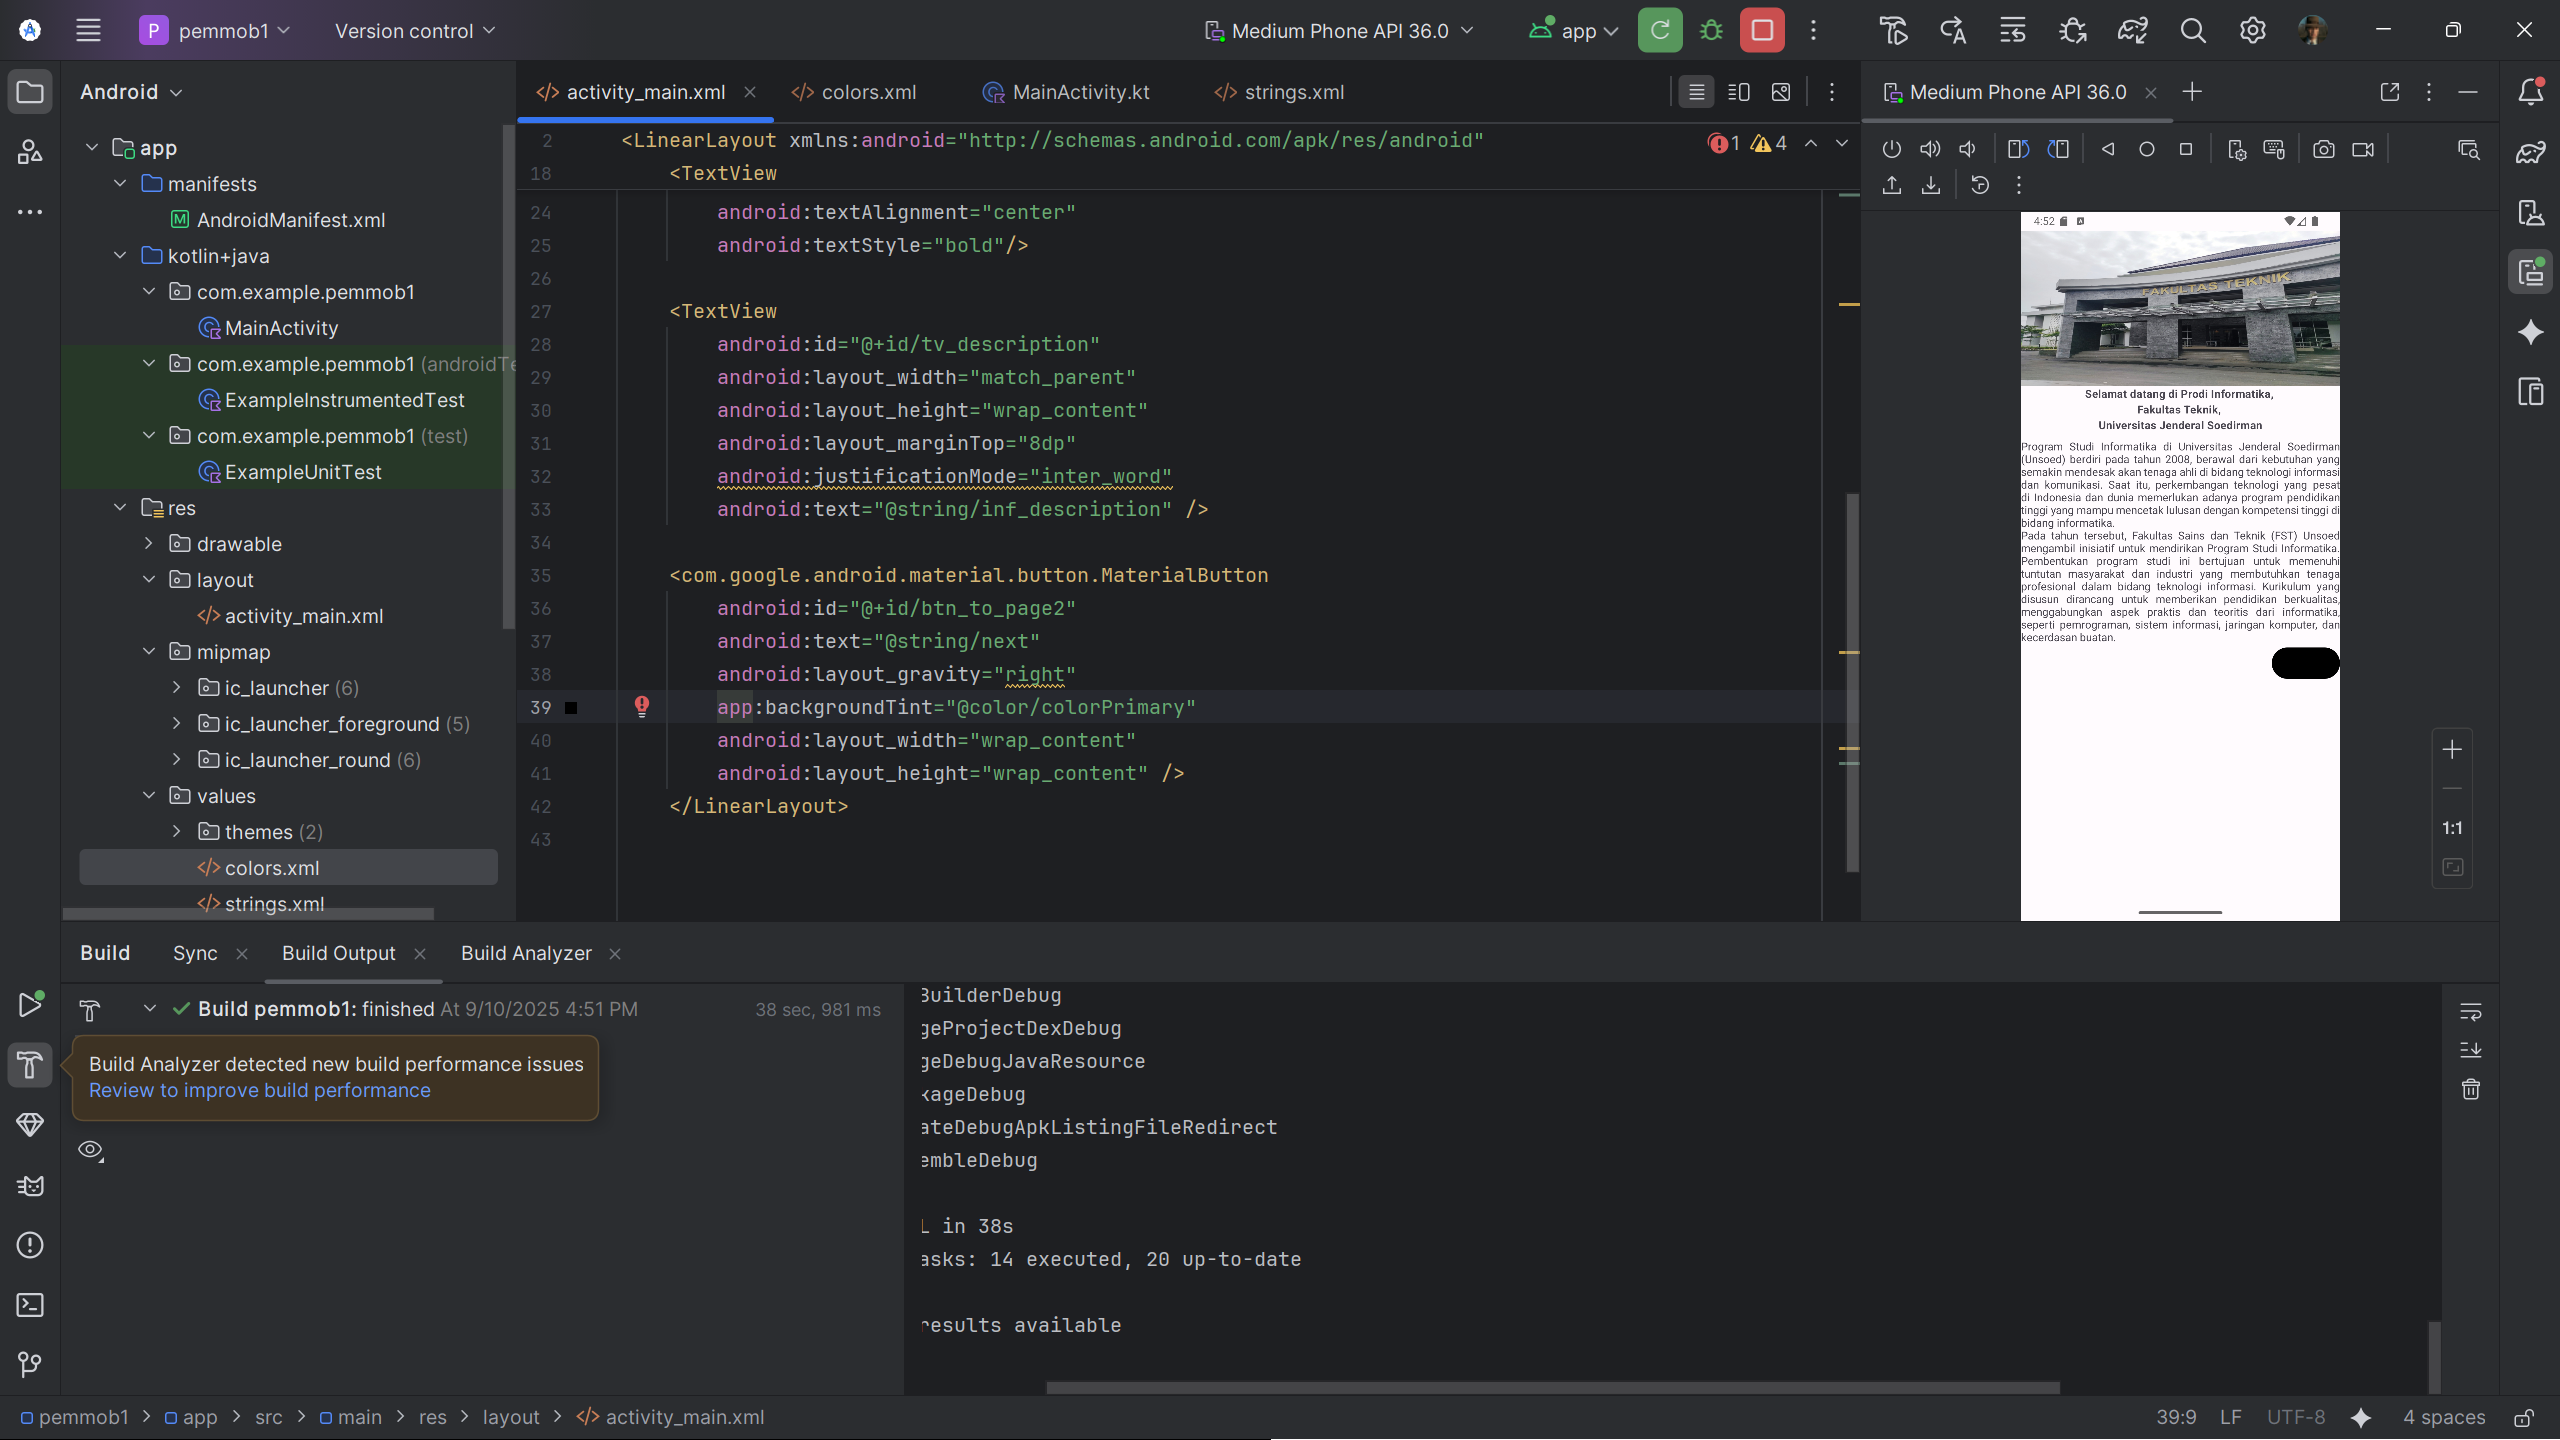 P pemmob1
Version control
Medium Phone API 36.0
app
Android
activity_main.xml
colors.xml
MainActivity.kt
strings.xml
Medium Phone API 36.0
app
manifests
AndroidManifest.xml
kotlin+java
com.example.pemmob1
MainActivity
com.example.pemmob1 (androidTe
ExampleInstrumentedTest
com.example.pemmob1 (test)
ExampleUnitTest
res
drawable
layout
activity_main.xml
mipmap
ic_launcher (6)
ic_launcher_foreground (5)
ic_launcher_round (6)
values
themes (2)
colors.xml
strings.xml
1 4
2 <LinearLayout xmlns:android="http://schemas.android.com/apk/res/android"
18 <TextView
24 android:textAlignment="center"
25 android:textStyle="bold"/>
26
27 <TextView
28 android:id="@+id/tv_description"
29 android:layout_width="match_parent"
30 android:layout_height="wrap_content"
31 android:layout_marginTop="8dp"
32 android:justificationMode="inter_word"
33 android:text="@string/inf_description" />
34
35 <com.google.android.material.button.MaterialButton
36 android:id="@+id/btn_to_page2"
37 android:text="@string/next"
38 android:layout_gravity="right"
39 app:backgroundTint="@color/colorPrimary"
40 android:layout_width="wrap_content"
41 android:layout_height="wrap_content" />
42 </LinearLayout>
43
4:52
FAKULTAS TEKNIK
Selamat datang di Prodi Informatika,
Fakultas Teknik,
Universitas Jenderal Soedirman
Program Studi Informatika di Universitas Jenderal Soedirman
(Unsoed) berdiri pada tahun 2008, berawal dari kebutuhan yang
semakin mendesak akan tenaga ahli di bidang teknologi informasi
dan komunikasi. Saat itu, perkembangan teknologi yang pesat
di Indonesia dan dunia memerlukan adanya program pendidikan
tinggi yang mampu mencetak lulusan dengan kompetensi tinggi di
bidang informatika.
Pada tahun tersebut, Fakultas Sains dan Teknik (FST) Unsoed
mengambil inisiatif untuk mendirikan Program Studi Informatika.
Pembentukan program studi ini bertujuan untuk memenuhi
tuntutan masyarakat dan industri yang membutuhkan tenaga
profesional dalam bidang teknologi informasi. Kurikulum yang
disusun dirancang untuk memberikan pendidikan berkualitas,
menggabungkan aspek praktis dan teoritis dari informatika,
seperti pemrograman, sistem informasi, jaringan komputer, dan
kecerdasan buatan.
1:1
Build
Sync
Build Output
Build Analyzer
Build pemmob1: finished At 9/10/2025 4:51 PM
38 sec, 981 ms
Build Analyzer detected new build performance issues
Review to improve build performance
BuilderDebug
geProjectDexDebug
geDebugJavaResource
kageDebug
ateDebugApkListingFileRedirect
embleDebug
L in 38s
asks: 14 executed, 20 up-to-date
results available
pemmob1 > app > src > main > res > layout > activity_main.xml
39:9
LF
UTF-8
4 spaces